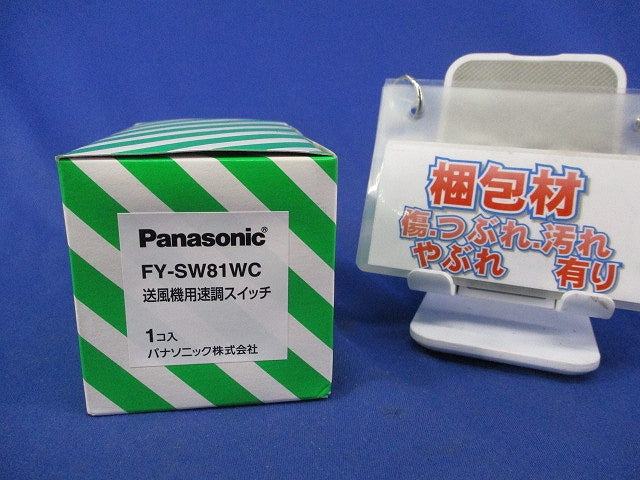 Panasonic®
FY-SW81WC
送風機用速調スイッチ
1コ入
パナソニック株式会社
梱包材
傷.つぶれ.汚れ
やぶれ 有り